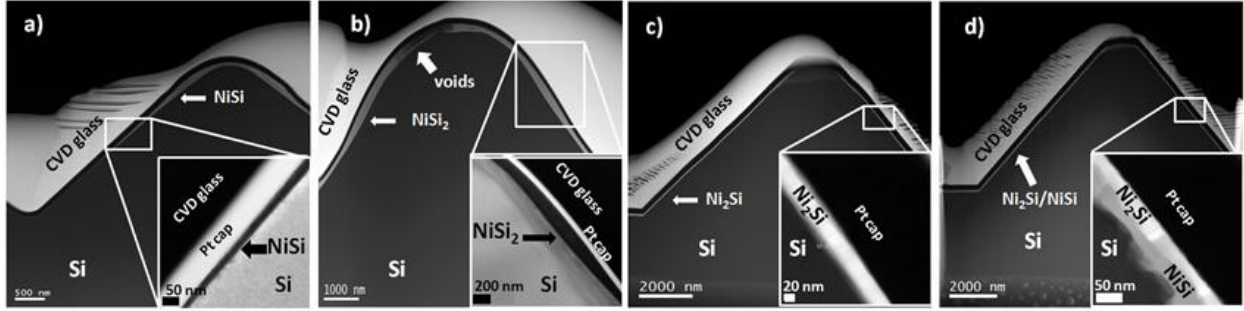 a)
CVD glass
NiSi
Si
500 nm
CVD glass
Pt cap
NiSi
Si
50 nm
b)
CVD glass
voids
NiSi₂
1000 nm
CVD glass
Pt cap
NiSi₂
Si
200 nm
c)
CVD glass
Ni₂Si
Si
2000 nm
Ni₂Si
Pt cap
Si
20 nm
d)
CVD glass
Ni₂Si/NiSi
Si
2000 nm
Ni₂Si
Pt cap
Si
NiSi
50 nm